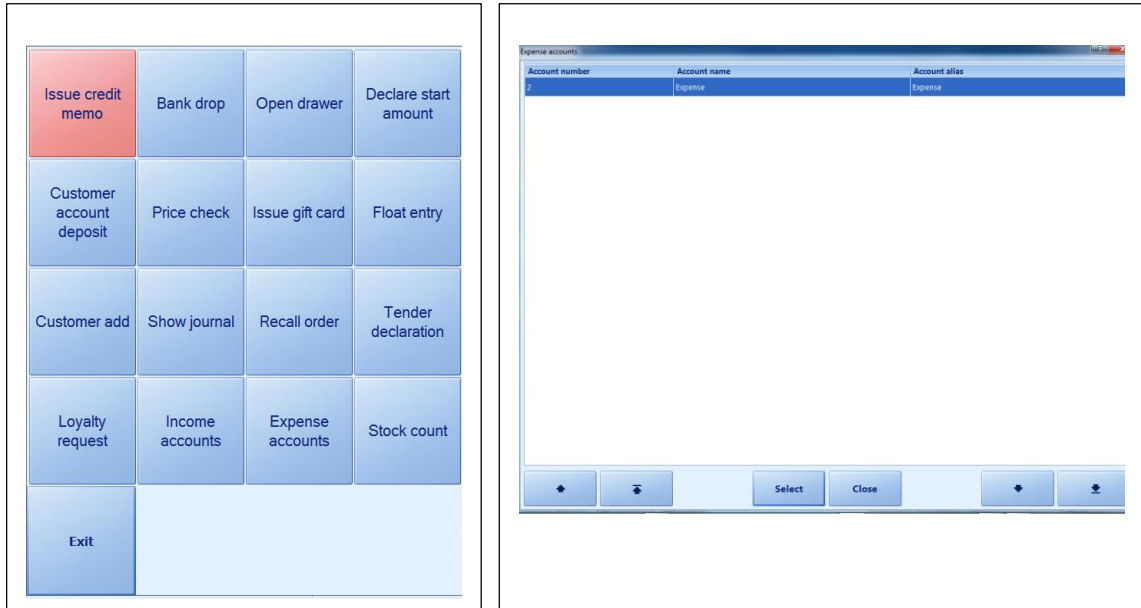 Issue credit
memo
Bank drop
Open drawer
Declare start
amount
Customer
account
deposit
Price check
Issue gift card
Float entry
Customer add
Show journal
Recall order
Tender
declaration
Loyalty
request
Income
accounts
Expense
accounts
Stock count
Exit
Expense accounts
Account number Account name Account alias
2 Expense Expense
Select Close